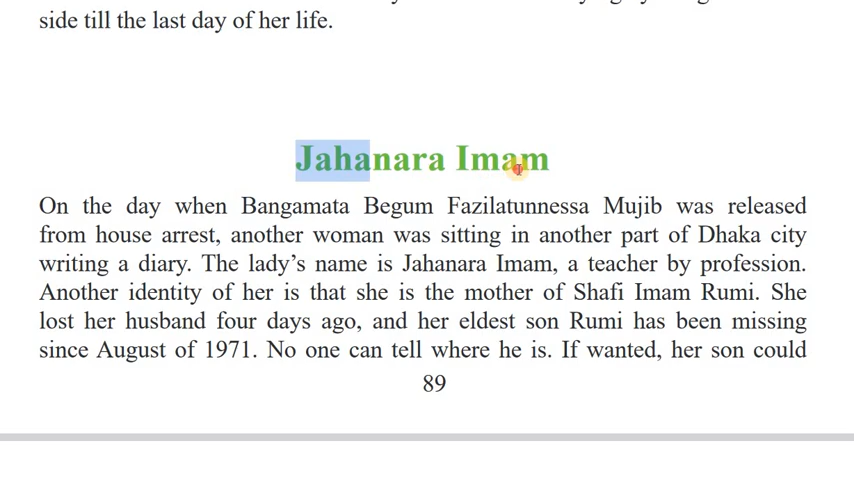 side till the last day of her life.
Jahanara Imam
On the day when Bangamata Begum Fazilatunnessa Mujib was released
from house arrest, another woman was sitting in another part of Dhaka city
writing a diary. The lady’s name is Jahanara Imam, a teacher by profession.
Another identity of her is that she is the mother of Shafi Imam Rumi. She
lost her husband four days ago, and her eldest son Rumi has been missing
since August of 1971. No one can tell where he is. If wanted, her son could
89